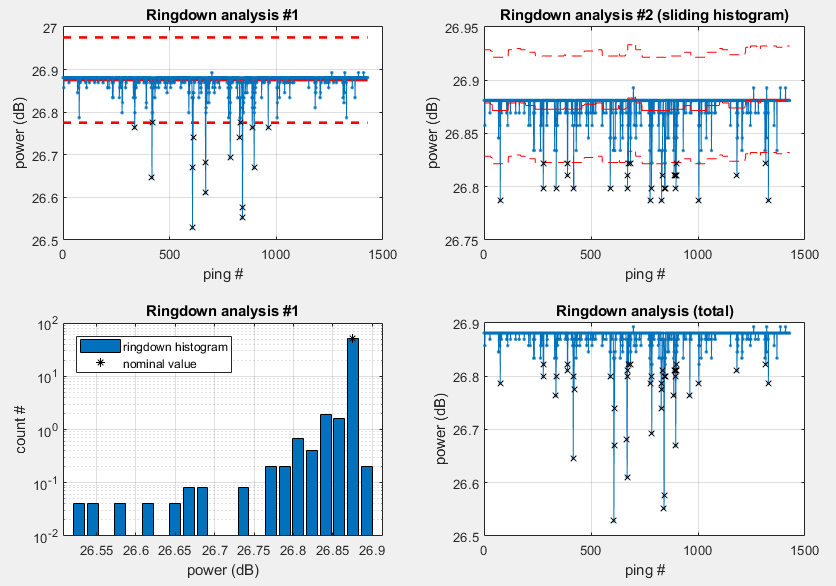 Ringdown analysis #1
27
26.9
26.8
26.7
26.6
26.5
power (dB)
0
500
1000
1500
ping #
Ringdown analysis #2 (sliding histogram)
26.95
26.9
26.85
26.8
26.75
power (dB)
0
500
1000
1500
ping #
Ringdown analysis #1
10^2
10^1
10^0
10^-1
10^-2
count #
ringdown histogram
nominal value
26.55
26.6
26.65
26.7
26.75
26.8
26.85
26.9
power (dB)
Ringdown analysis (total)
26.9
26.8
26.7
26.6
26.5
power (dB)
0
500
1000
1500
ping #